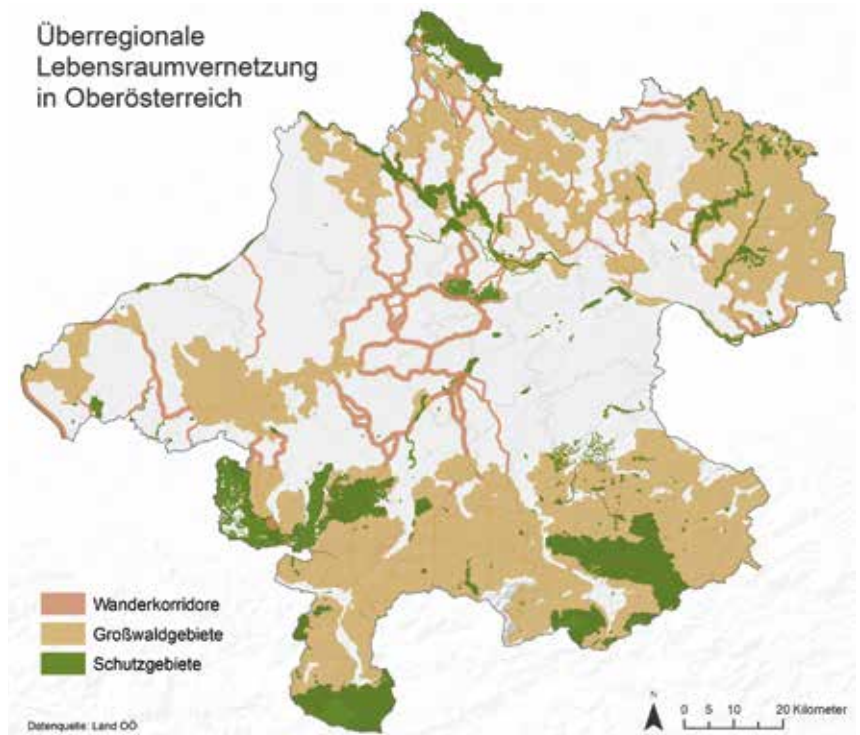 Überregionale
Lebensraumvernetzung
in Oberösterreich
Wanderkorridore
Großwaldgebiete
Schutzgebiete
Datenquelle: Land OÖ
N
0 5 10 20 Kilometer